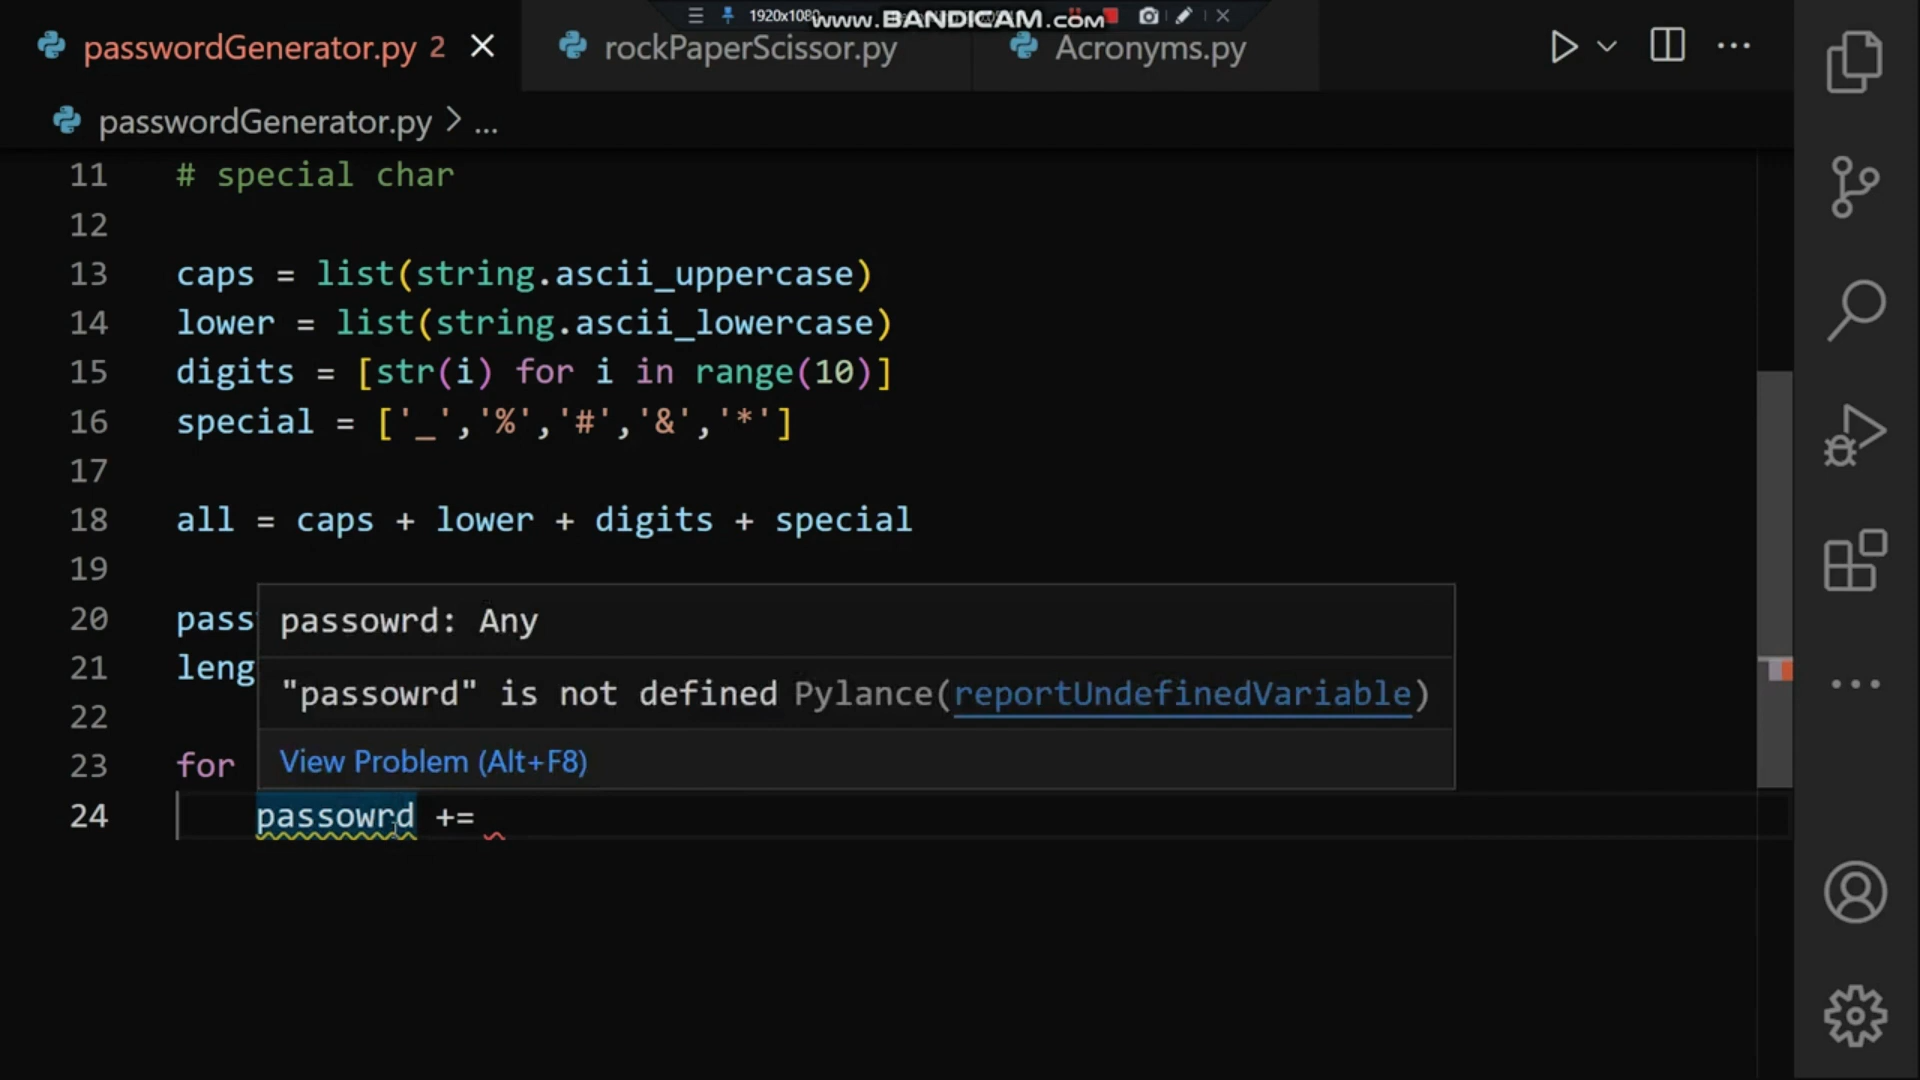 1920x1080
www.BANDICAM.com
passwordGenerator.py 2
rockPaperScissor.py
Acronyms.py
passwordGenerator.py > ...
11 # special char
12
13 caps = list(string.ascii_uppercase)
14 lower = list(string.ascii_lowercase)
15 digits = [str(i) for i in range(10)]
16 special = ['_','%','#','&','*']
17
18 all = caps + lower + digits + special
19
20 pass
passowrd: Any
21 leng
"passowrd" is not defined Pylance(reportUndefinedVariable)
22
23 for
View Problem (Alt+F8)
24 passowrd +=